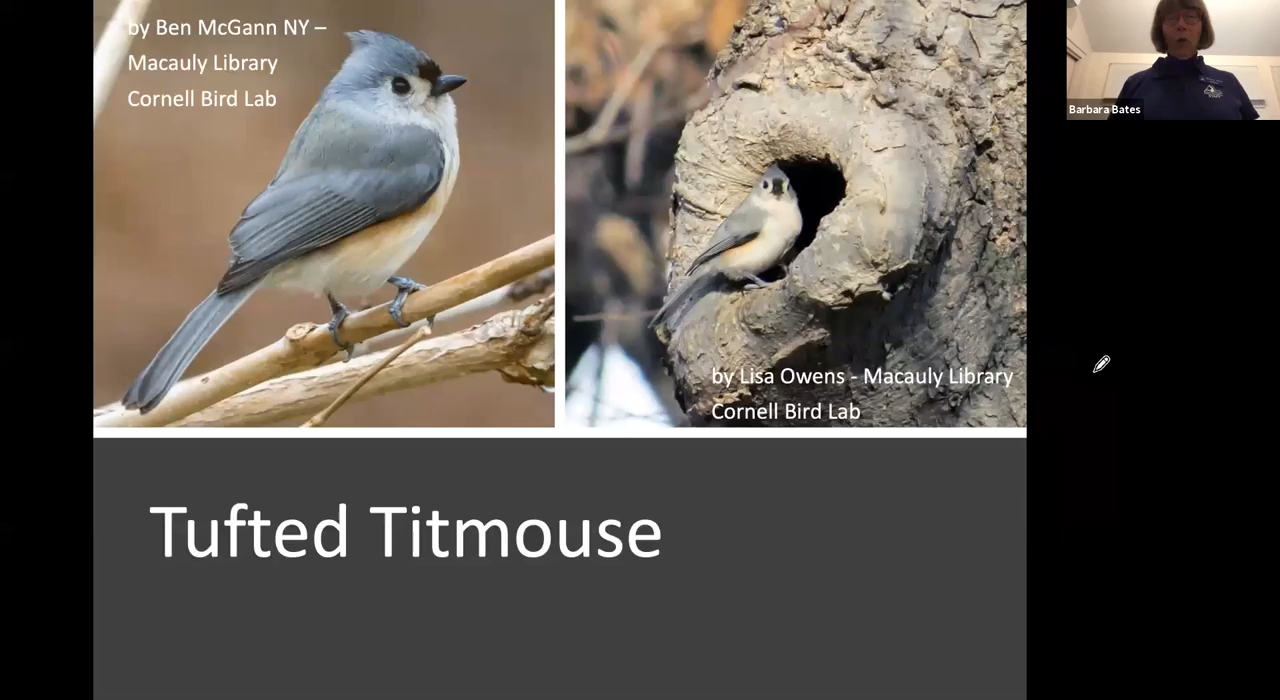 by Ben McGann NY –
Macauly Library
Cornell Bird Lab
by Lisa Owens - Macauly Library
Cornell Bird Lab
Tufted Titmouse
Barbara Bates